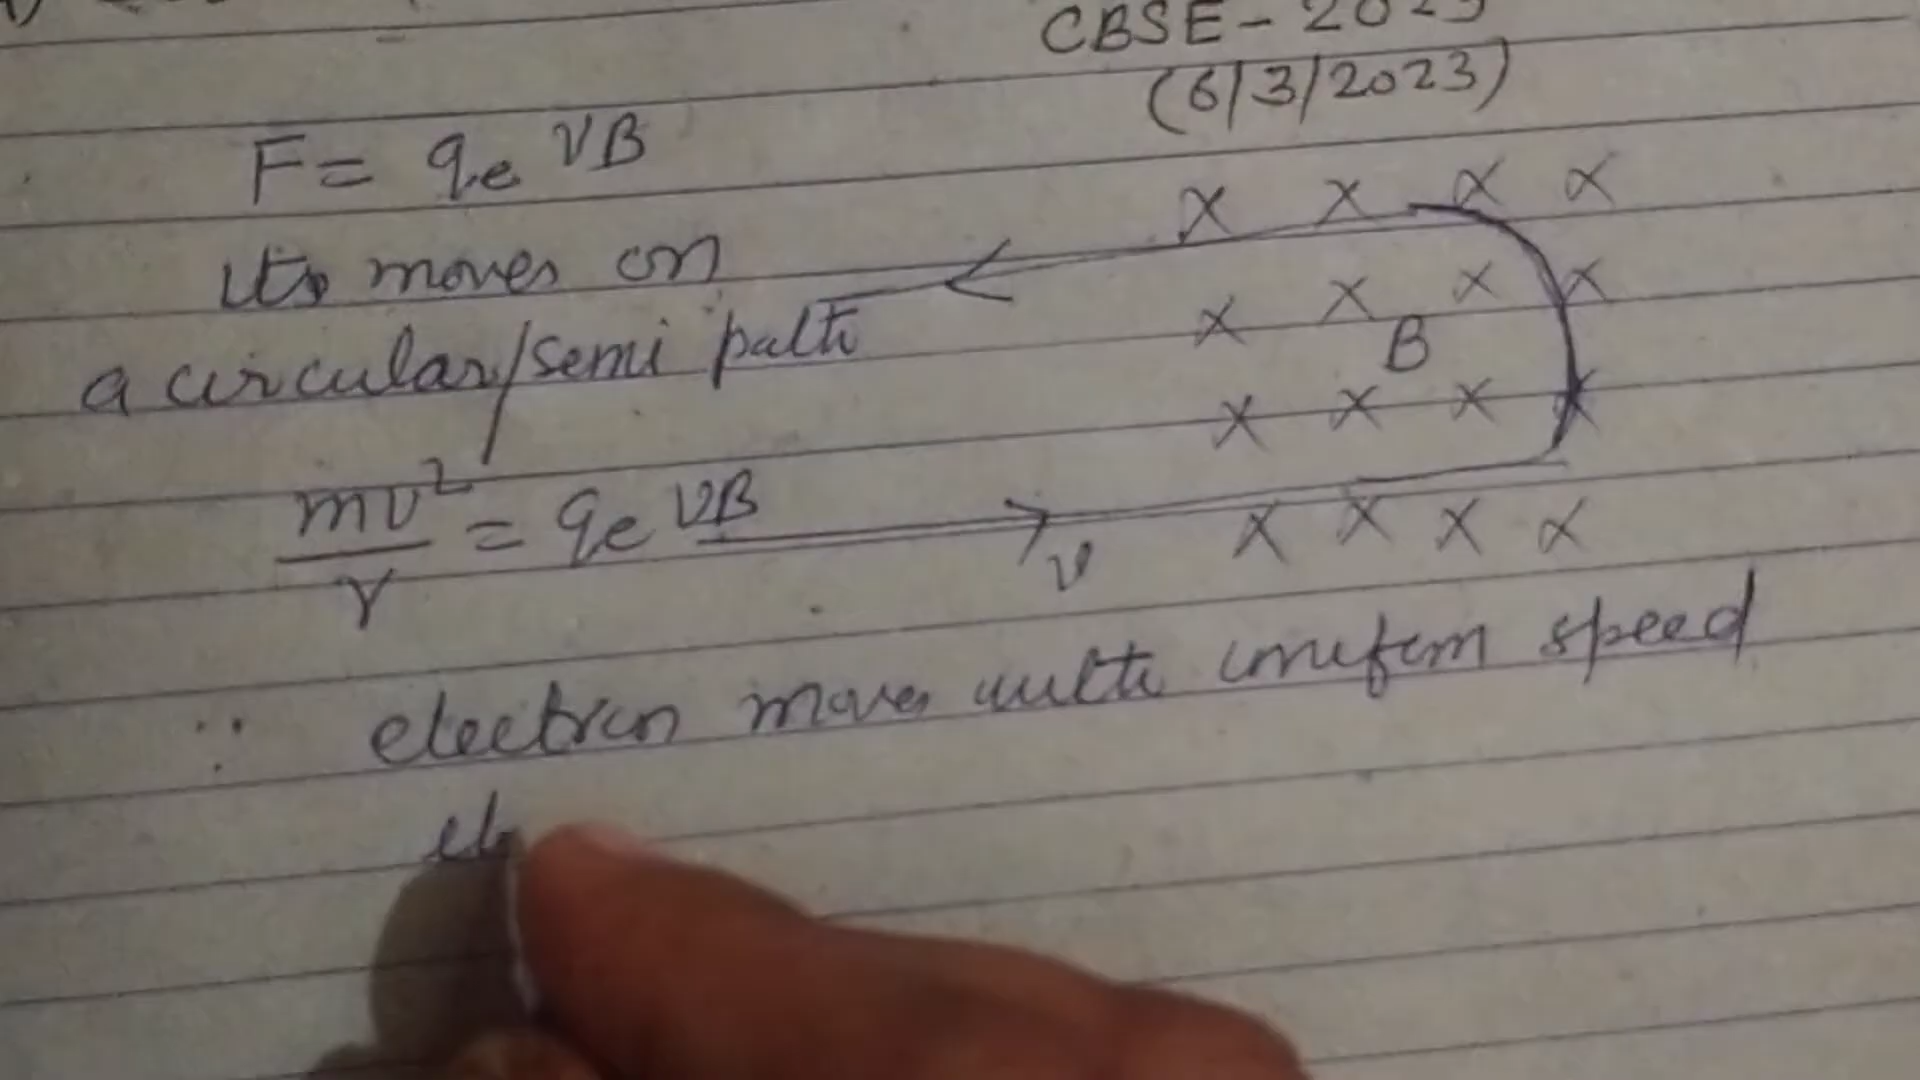 CBSE - 2023
(6/3/2023)
F = qe VB
its moves on
a circular/semi path
mv²/r = qe VB
X X X X
X X X X
B
X X X X
X X X X
v
∵ electron moves with uniform speed